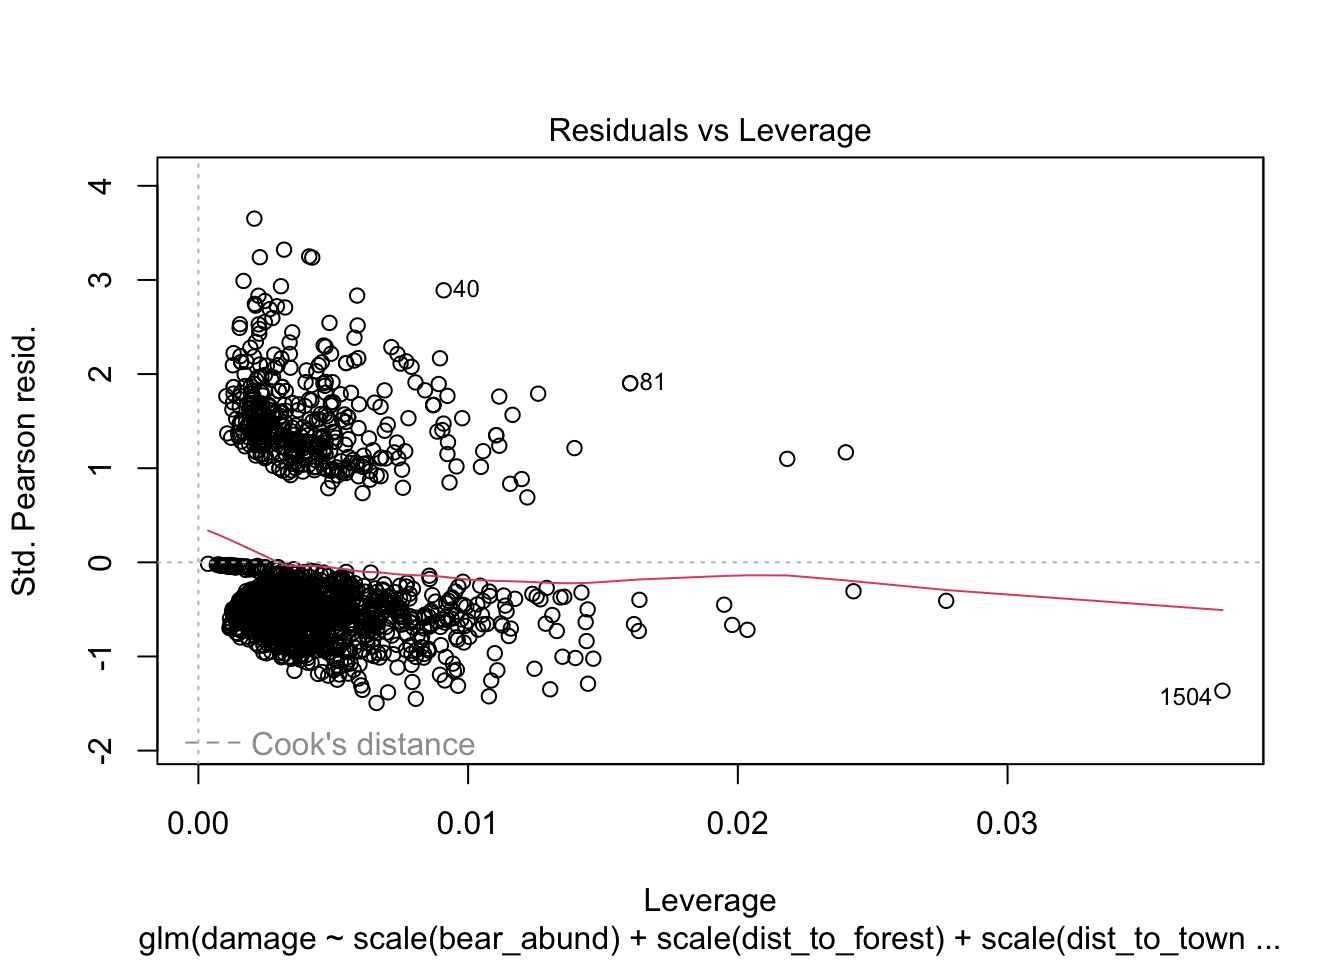 Residuals vs Leverage
Std. Pearson resid.
4
3
2
1
0
-1
-2
40
81
1504
Cook's distance
0.00 0.01 0.02 0.03
Leverage
glm(damage ~ scale(bear_abund) + scale(dist_to_forest) + scale(dist_to_town ...